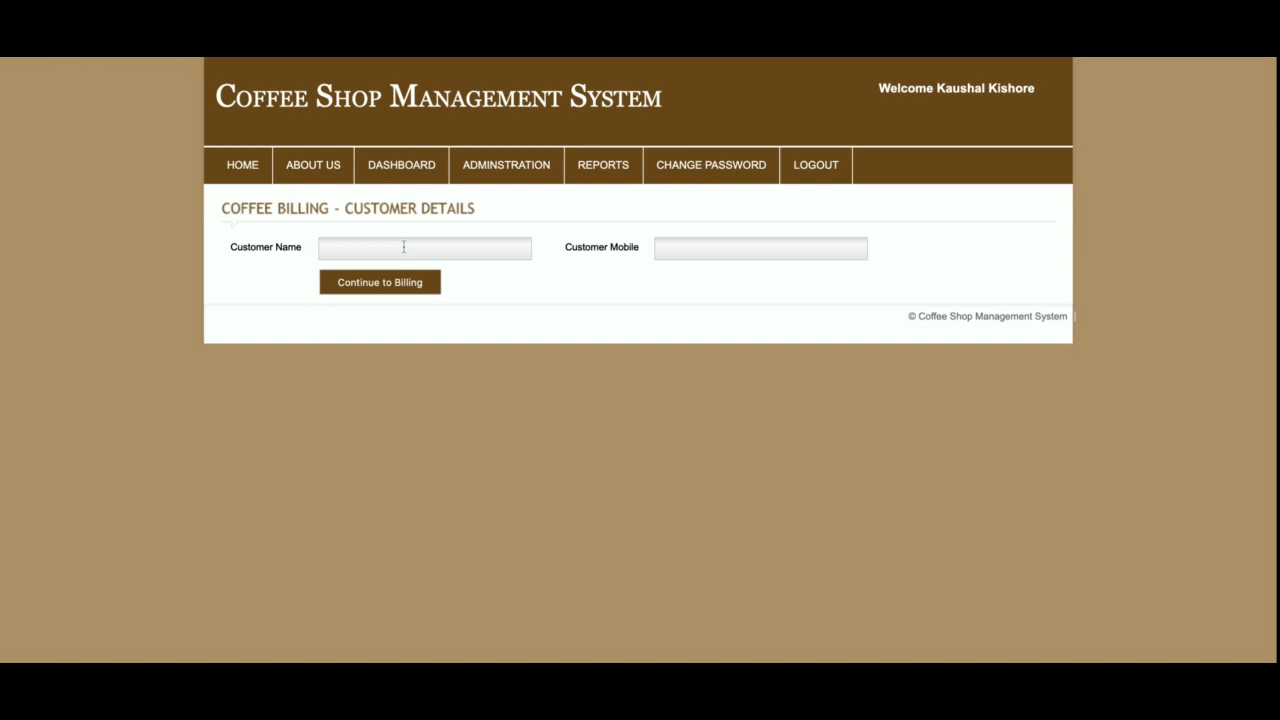 Coffee Shop Management System
Welcome Kaushal Kishore
HOME ABOUT US DASHBOARD ADMINSTRATION REPORTS CHANGE PASSWORD LOGOUT
COFFEE BILLING - CUSTOMER DETAILS
Customer Name Customer Mobile
Continue to Billing
© Coffee Shop Management System |